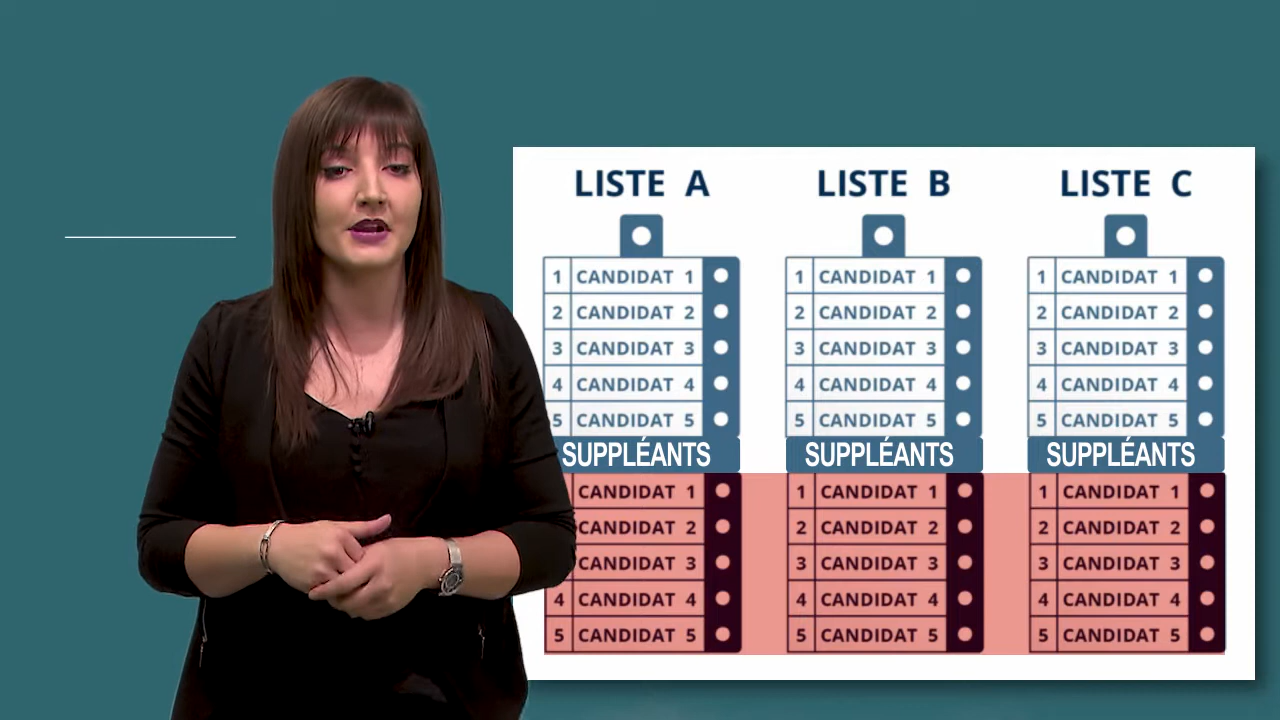 LISTE A LISTE B LISTE C
1 CANDIDAT 1 1 CANDIDAT 1 1 CANDIDAT 1
2 CANDIDAT 2 2 CANDIDAT 2 2 CANDIDAT 2
3 CANDIDAT 3 3 CANDIDAT 3 3 CANDIDAT 3
4 CANDIDAT 4 4 CANDIDAT 4 4 CANDIDAT 4
5 CANDIDAT 5 5 CANDIDAT 5 5 CANDIDAT 5
SUPPLÉANTS SUPPLÉANTS SUPPLÉANTS
CANDIDAT 1 1 CANDIDAT 1 1 CANDIDAT 1
CANDIDAT 2 2 CANDIDAT 2 2 CANDIDAT 2
CANDIDAT 3 3 CANDIDAT 3 3 CANDIDAT 3
4 CANDIDAT 4 4 CANDIDAT 4 4 CANDIDAT 4
5 CANDIDAT 5 5 CANDIDAT 5 5 CANDIDAT 5